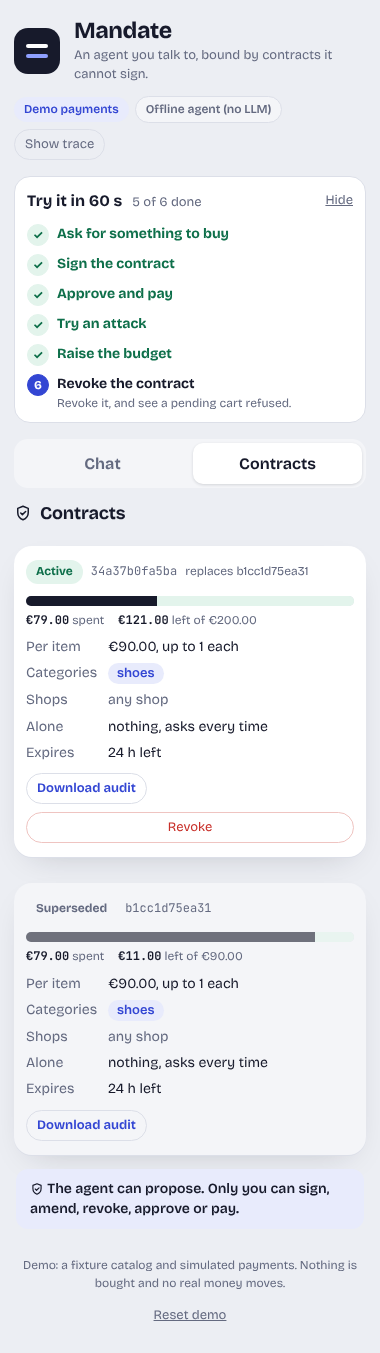 Mandate
An agent you talk to, bound by contracts it
cannot sign.
Demo payments
Offline agent (no LLM)
Show trace
Try it in 60 s 5 of 6 done Hide
Ask for something to buy
Sign the contract
Approve and pay
Try an attack
Raise the budget
6 Revoke the contract
Revoke it, and see a pending cart refused.
Chat Contracts
Contracts
Active 34a37b0fa5ba replaces b1cc1d75ea31
€79.00 spent €121.00 left of €200.00
Per item €90.00, up to 1 each
Categories shoes
Shops any shop
Alone nothing, asks every time
Expires 24 h left
Download audit
Revoke
Superseded b1cc1d75ea31
€79.00 spent €11.00 left of €90.00
Per item €90.00, up to 1 each
Categories shoes
Shops any shop
Alone nothing, asks every time
Expires 24 h left
Download audit
The agent can propose. Only you can sign,
amend, revoke, approve or pay.
Demo: a fixture catalog and simulated payments. Nothing is
bought and no real money moves.
Reset demo